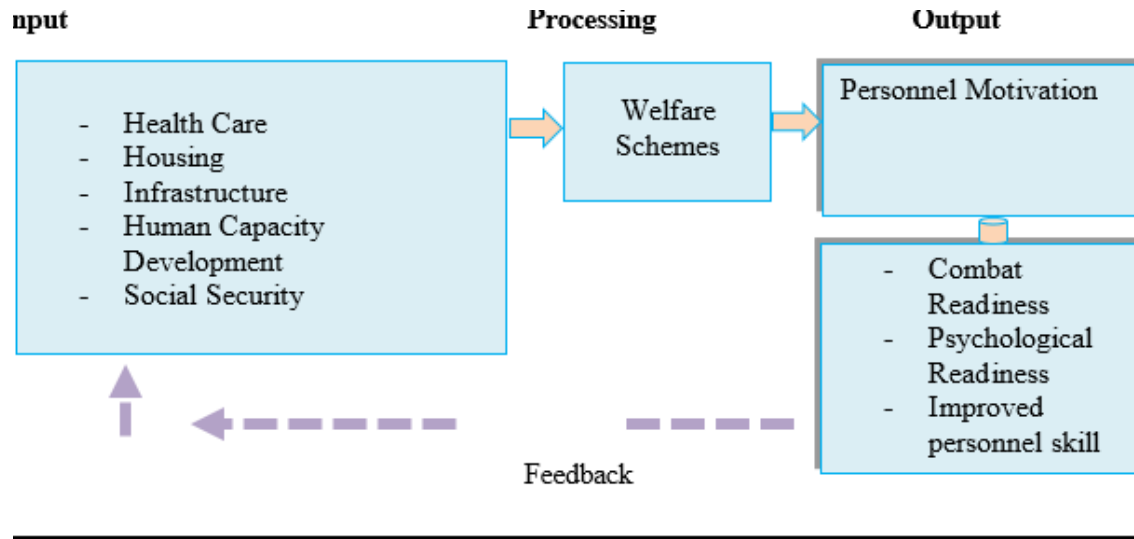 nput Processing Output
- Health Care
- Housing
- Infrastructure
- Human Capacity
Development
- Social Security
Welfare
Schemes
Personnel Motivation
- Combat
Readiness
- Psychological
Readiness
- Improved
personnel skill
Feedback